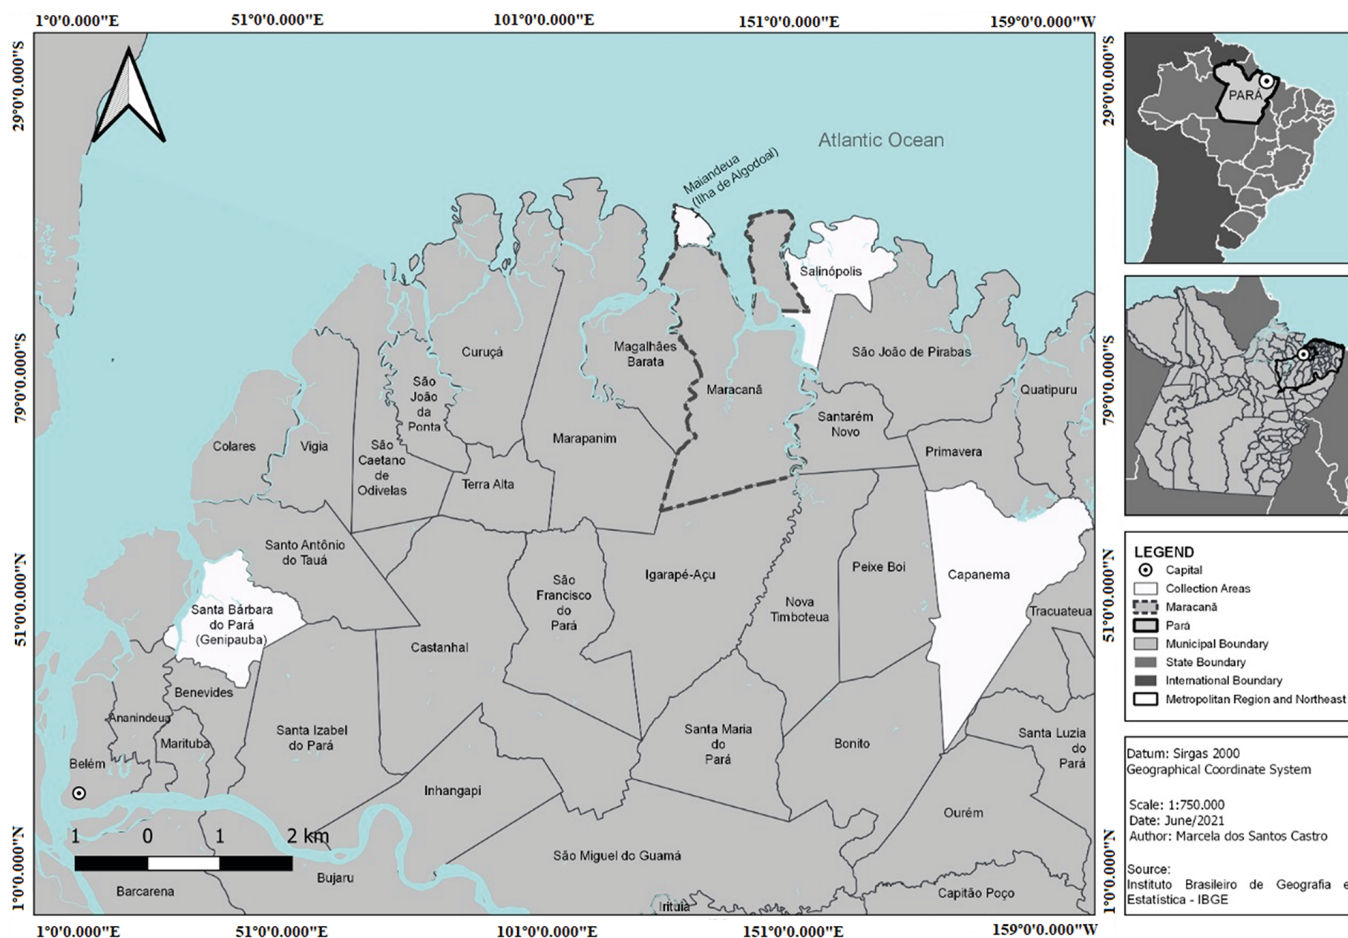 1°0'0.000"E
51°0'0.000"E
101°0'0.000"E
151°0'0.000"E
159°0'0.000"W
29°0'0.000"S
79°0'0.000"S
51°0'0.000"N
1°0'0.000"N
Atlantic Ocean
Maiandeua
(Ilha de Algodoal)
Salinópolis
Curuçá
Magalhães
Barata
São João de Pirabas
São
João
da
Ponta
Maracanã
Quatipuru
Santarém
Novo
Colares
Vigia
São
Caetano
de
Odivelas
Marapanim
Primavera
Terra Alta
Santo Antônio
do Tauá
Igarapé-Açu
Peixe Boi
Capanema
São
Francisco
do
Pará
Nova
Timboteua
Tracuateua
Santa Bárbara
do Pará
(Genipauba)
Castanhal
Benevides
Ananindeua
Marituba
Santa Izabel
do Pará
Santa Maria
do
Pará
Bonito
Santa Luzia
do
Pará
Belém
Inhangapi
Ourém
São Miguel do Guamá
Bujaru
Barcarena
Capitão Poço
Irituia
1 0 1 2 km
1°0'0.000"E
51°0'0.000"E
101°0'0.000"E
151°0'0.000"E
159°0'0.000"W
29°0'0.000"S
79°0'0.000"S
51°0'0.000"N
1°0'0.000"N
PARÁ
LEGEND
Capital
Collection Areas
Maracanã
Pará
Municipal Boundary
State Boundary
International Boundary
Metropolitan Region and Northeast
Datum: Sirgas 2000
Geographical Coordinate System
Scale: 1:750.000
Date: June/2021
Author: Marcela dos Santos Castro
Source:
Instituto Brasileiro de Geografia e
Estatística - IBGE